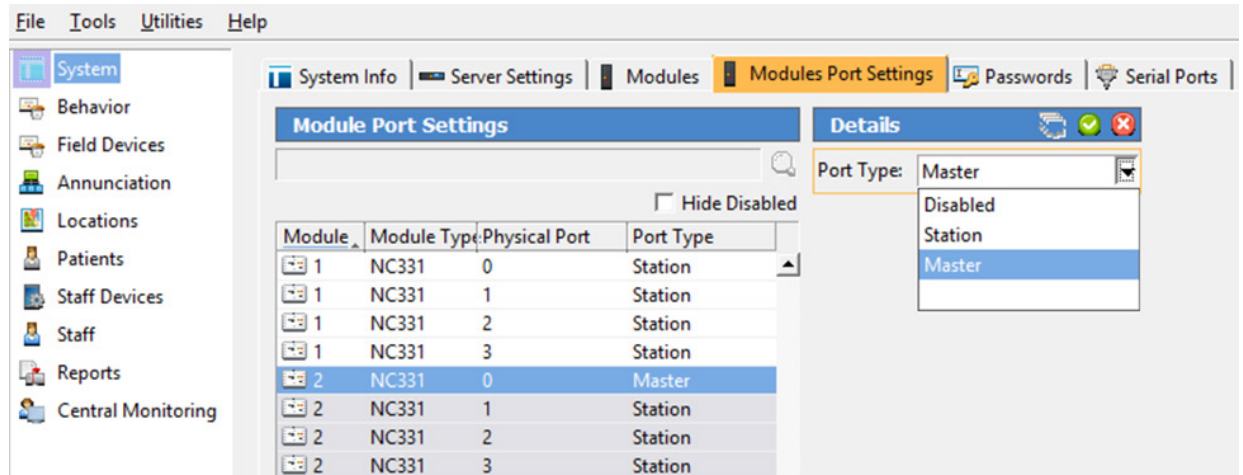 File Tools Utilities Help
System
Behavior
Field Devices
Annunciation
Locations
Patients
Staff Devices
Staff
Reports
Central Monitoring
System Info Server Settings Modules Modules Port Settings Passwords Serial Ports
Module Port Settings
Hide Disabled
Module Module Type Physical Port Port Type
1 NC331 0 Station
1 NC331 1 Station
1 NC331 2 Station
1 NC331 3 Station
2 NC331 0 Master
2 NC331 1 Station
2 NC331 2 Station
2 NC331 3 Station
Details
Port Type: Master
Disabled
Station
Master